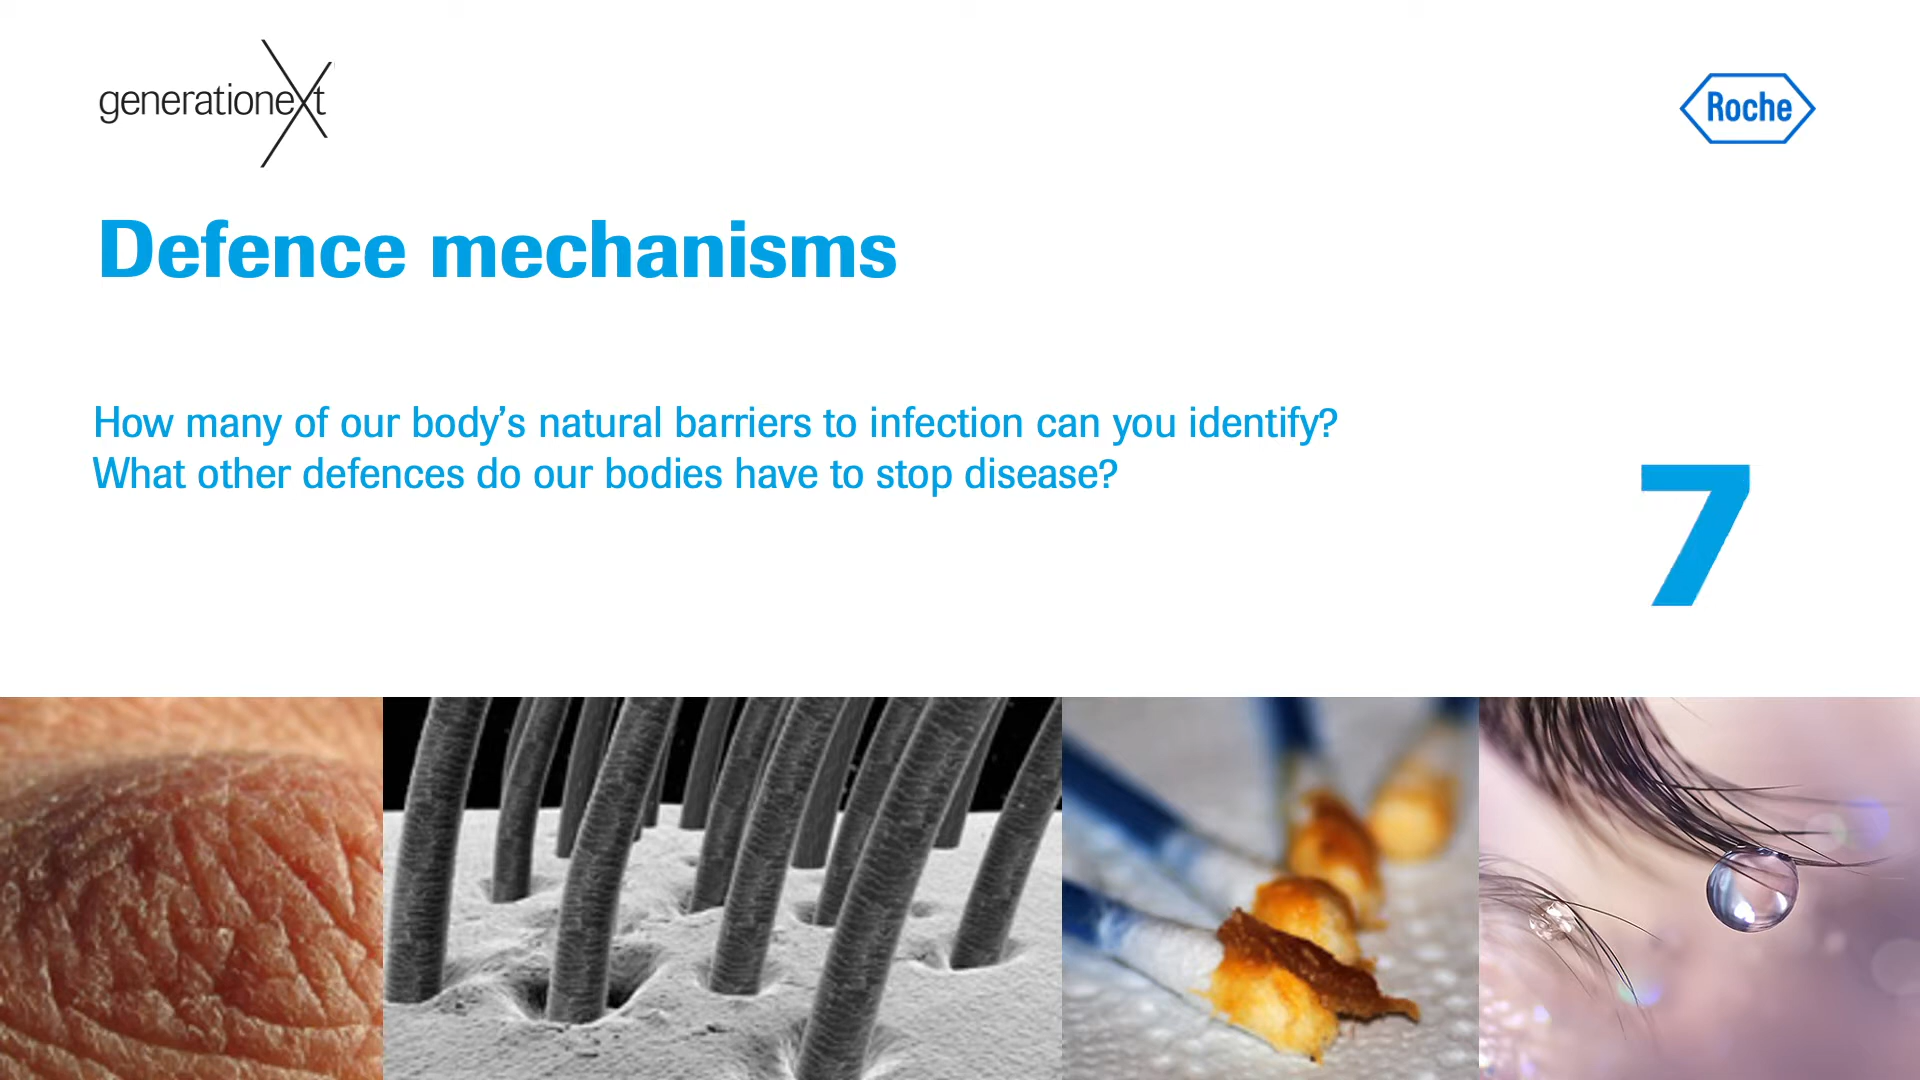 generationeXt
Roche
Defence mechanisms
How many of our body’s natural barriers to infection can you identify?
What other defences do our bodies have to stop disease?
7